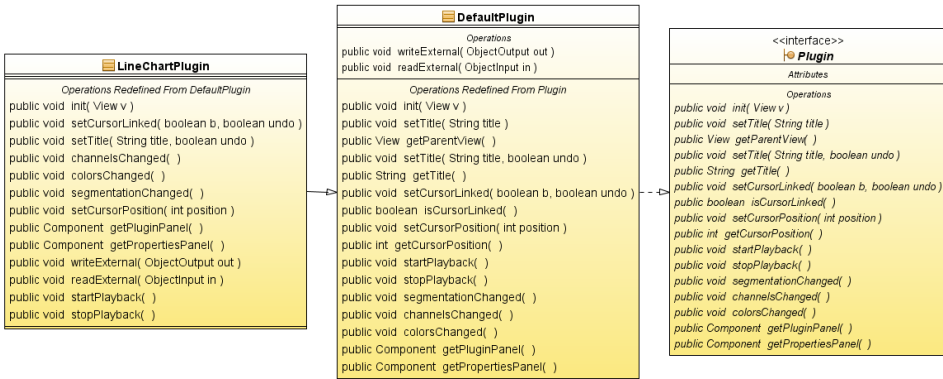 LineChartPlugin
Operations Redefined From DefaultPlugin
public void init( View v )
public void setCursorLinked( boolean b, boolean undo )
public void setTitle( String title, boolean undo )
public void channelsChanged( )
public void colorsChanged( )
public void segmentationChanged( )
public void setCursorPosition( int position )
public Component getPluginPanel( )
public Component getPropertiesPanel( )
public void writeExternal( ObjectOutput out )
public void readExternal( ObjectInput in )
public void startPlayback( )
public void stopPlayback( )
DefaultPlugin
Operations
public void writeExternal( ObjectOutput out )
public void readExternal( ObjectInput in )
Operations Redefined From Plugin
public void init( View v )
public void setTitle( String title )
public View getParentView( )
public void setTitle( String title, boolean undo )
public String getTitle( )
public void setCursorLinked( boolean b, boolean undo )
public boolean isCursorLinked( )
public void setCursorPosition( int position )
public int getCursorPosition( )
public void startPlayback( )
public void stopPlayback( )
public void segmentationChanged( )
public void channelsChanged( )
public void colorsChanged( )
public Component getPluginPanel( )
public Component getPropertiesPanel( )
<<interface>>
Plugin
Attributes
Operations
public void init( View v )
public void setTitle( String title )
public View getParentView( )
public void setTitle( String title, boolean undo )
public String getTitle( )
public void setCursorLinked( boolean b, boolean undo )
public boolean isCursorLinked( )
public void setCursorPosition( int position )
public int getCursorPosition( )
public void startPlayback( )
public void stopPlayback( )
public void segmentationChanged( )
public void channelsChanged( )
public void colorsChanged( )
public Component getPluginPanel( )
public Component getPropertiesPanel( )